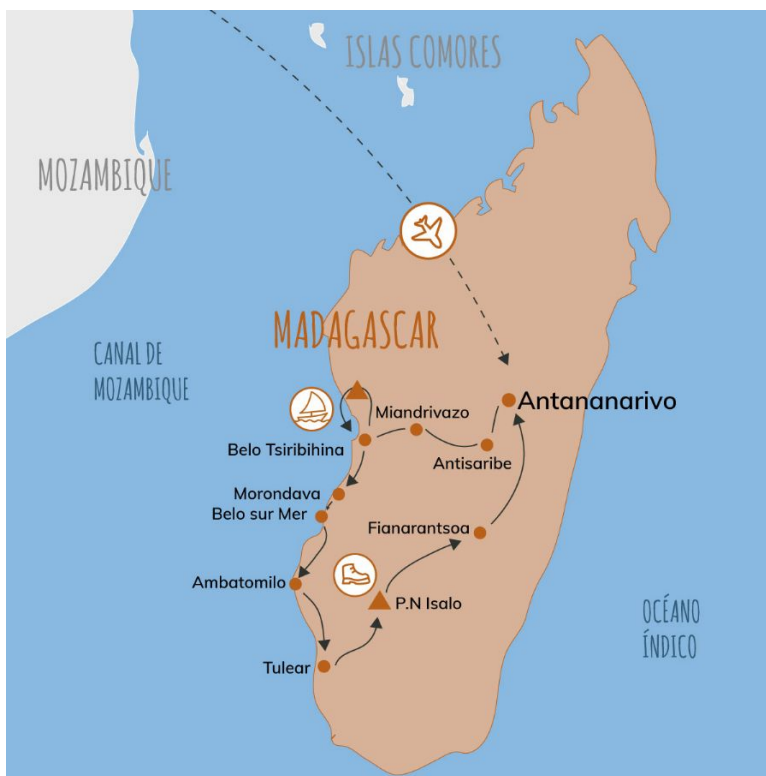 ISLAS COMORES
MOZAMBIQUE
MADAGASCAR
CANAL DE
MOZAMBIQUE
Antananarivo
Miandrivazo
Belo Tsiribihina
Antisaribe
Morondava
Belo sur Mer
Fianarantsoa
Ambatomilo
P.N Isalo
OCÉANO
ÍNDICO
Tulear